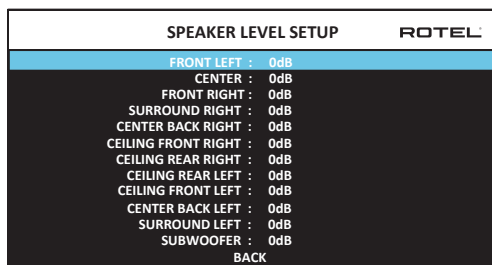 SPEAKER LEVEL SETUP ROTEL
FRONT LEFT : 0dB
CENTER : 0dB
FRONT RIGHT : 0dB
SURROUND RIGHT : 0dB
CENTER BACK RIGHT : 0dB
CEILING FRONT RIGHT : 0dB
CEILING REAR RIGHT : 0dB
CEILING REAR LEFT : 0dB
CEILING FRONT LEFT : 0dB
CENTER BACK LEFT : 0dB
SURROUND LEFT : 0dB
SUBWOOFER : 0dB
BACK